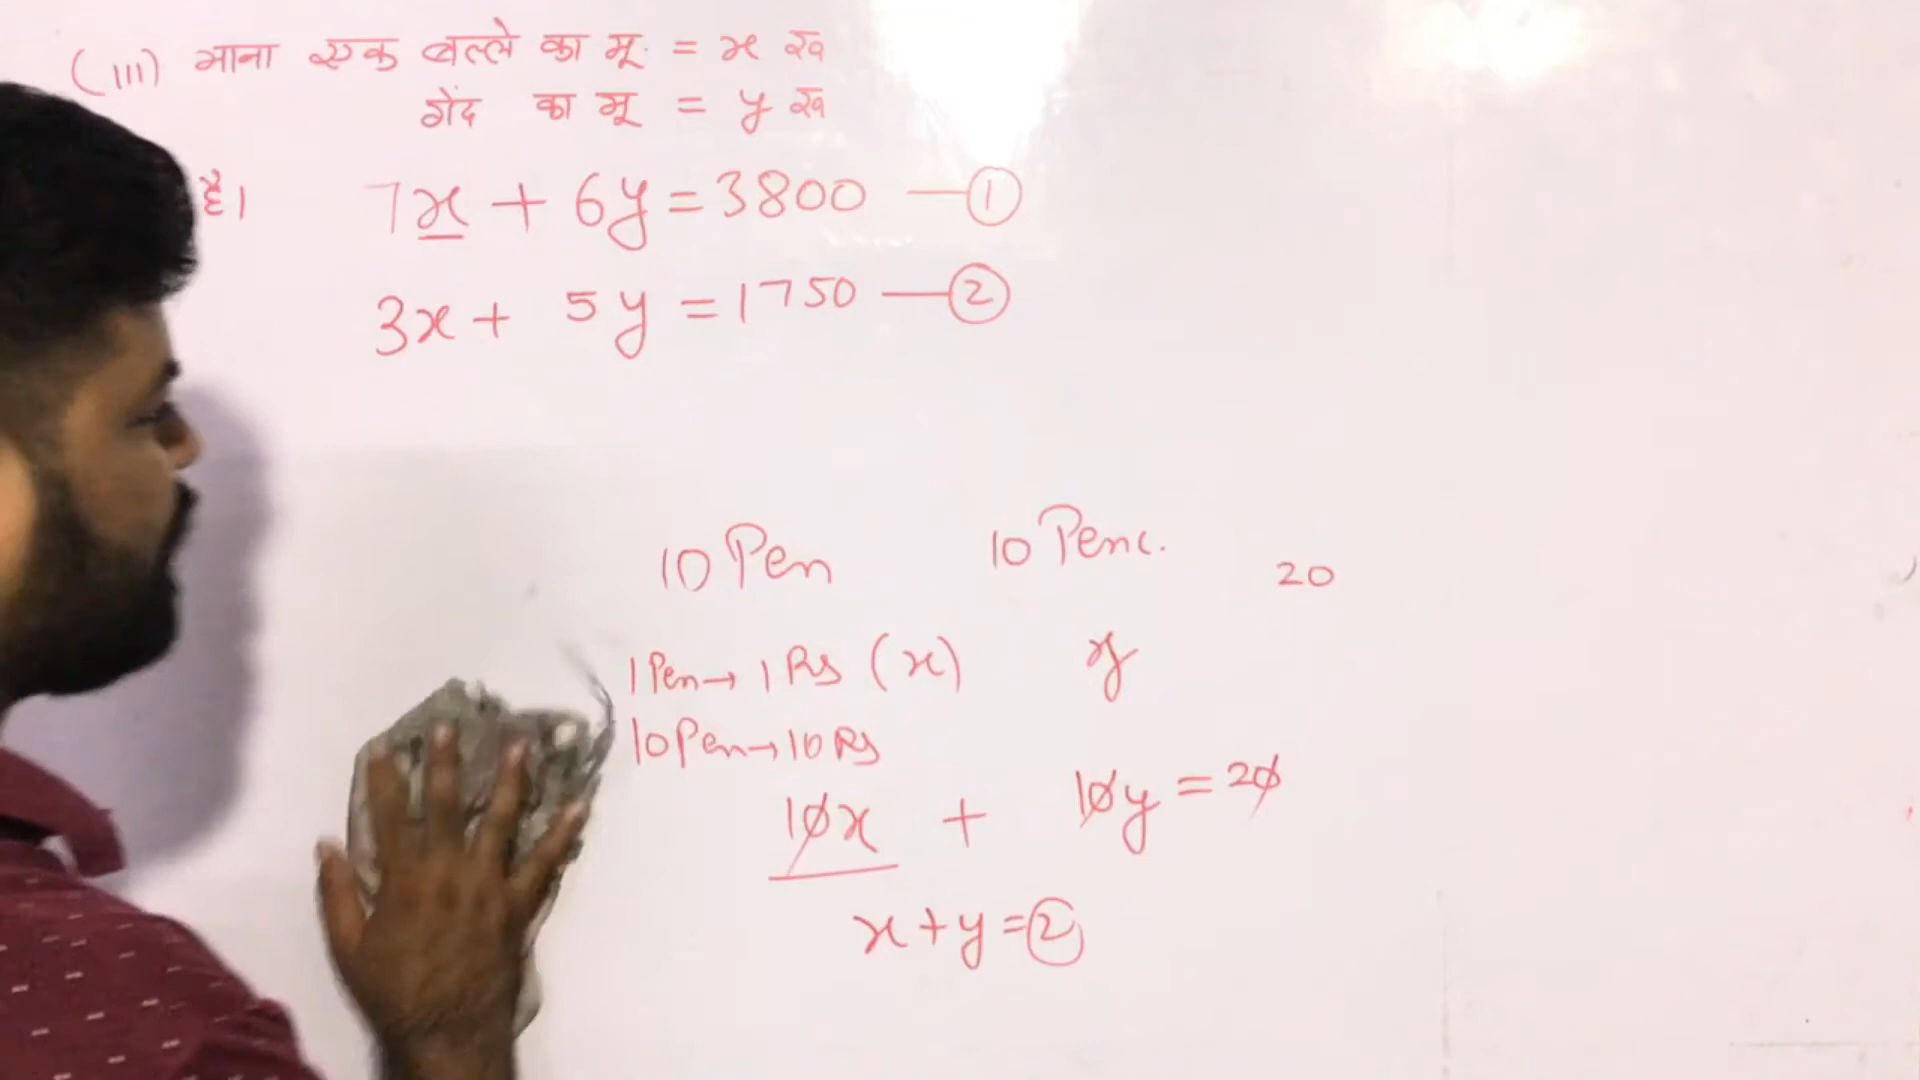 (111) माना एक बल्ले का मू. = x रु
गेंद का मू = y रु
है।
7x + 6y = 3800 —①
3x + 5y = 1750 —②
10 Pen 10 Penc. 20
1 Pen → 1 Rs (x) y
10 Pen → 10 Rs
10x + 10y = 20
x + y = ②